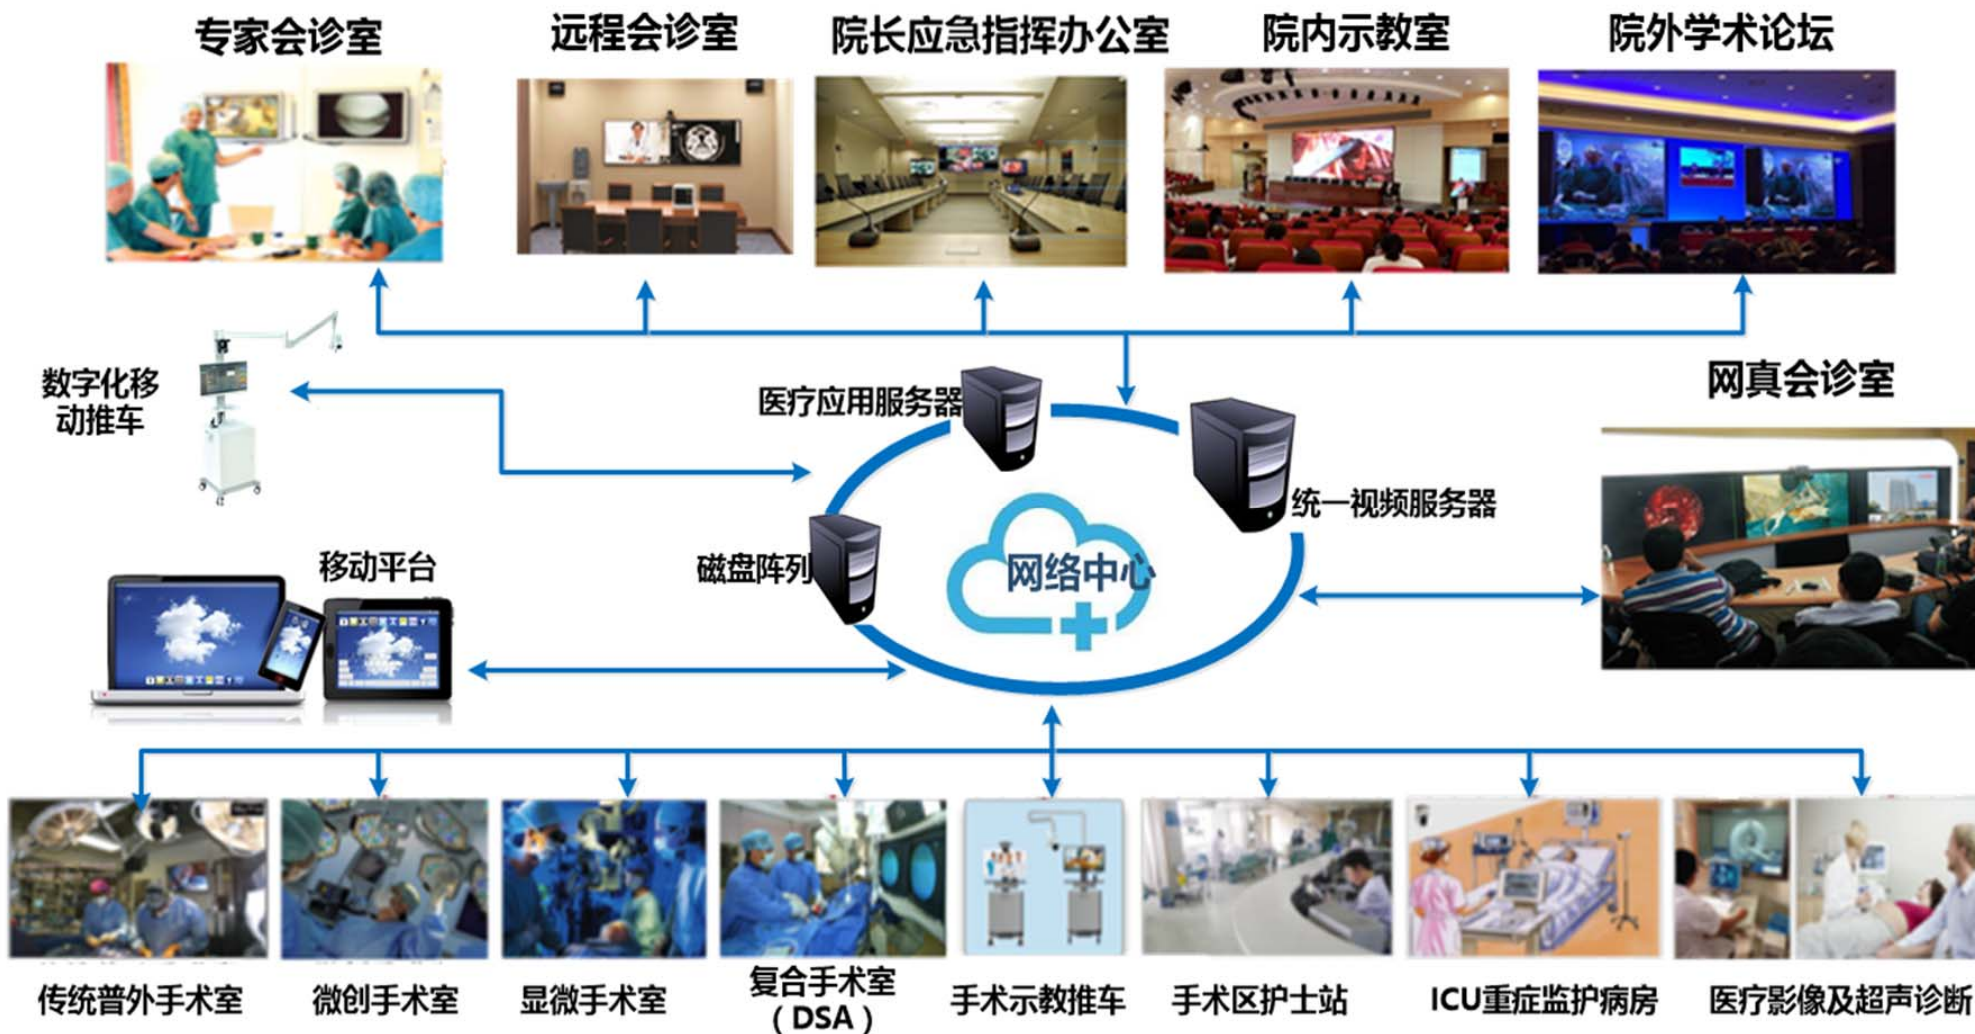 专家会诊室
远程会诊室
院长应急指挥办公室
院内示教室
院外学术论坛
数字化移
动推车
医疗应用服务器
网真会诊室
统一视频服务器
磁盘阵列
网络中心
移动平台
传统普外手术室
微创手术室
显微手术室
复合手术室
（DSA）
手术示教推车
手术区护士站
ICU重症监护病房
医疗影像及超声诊断